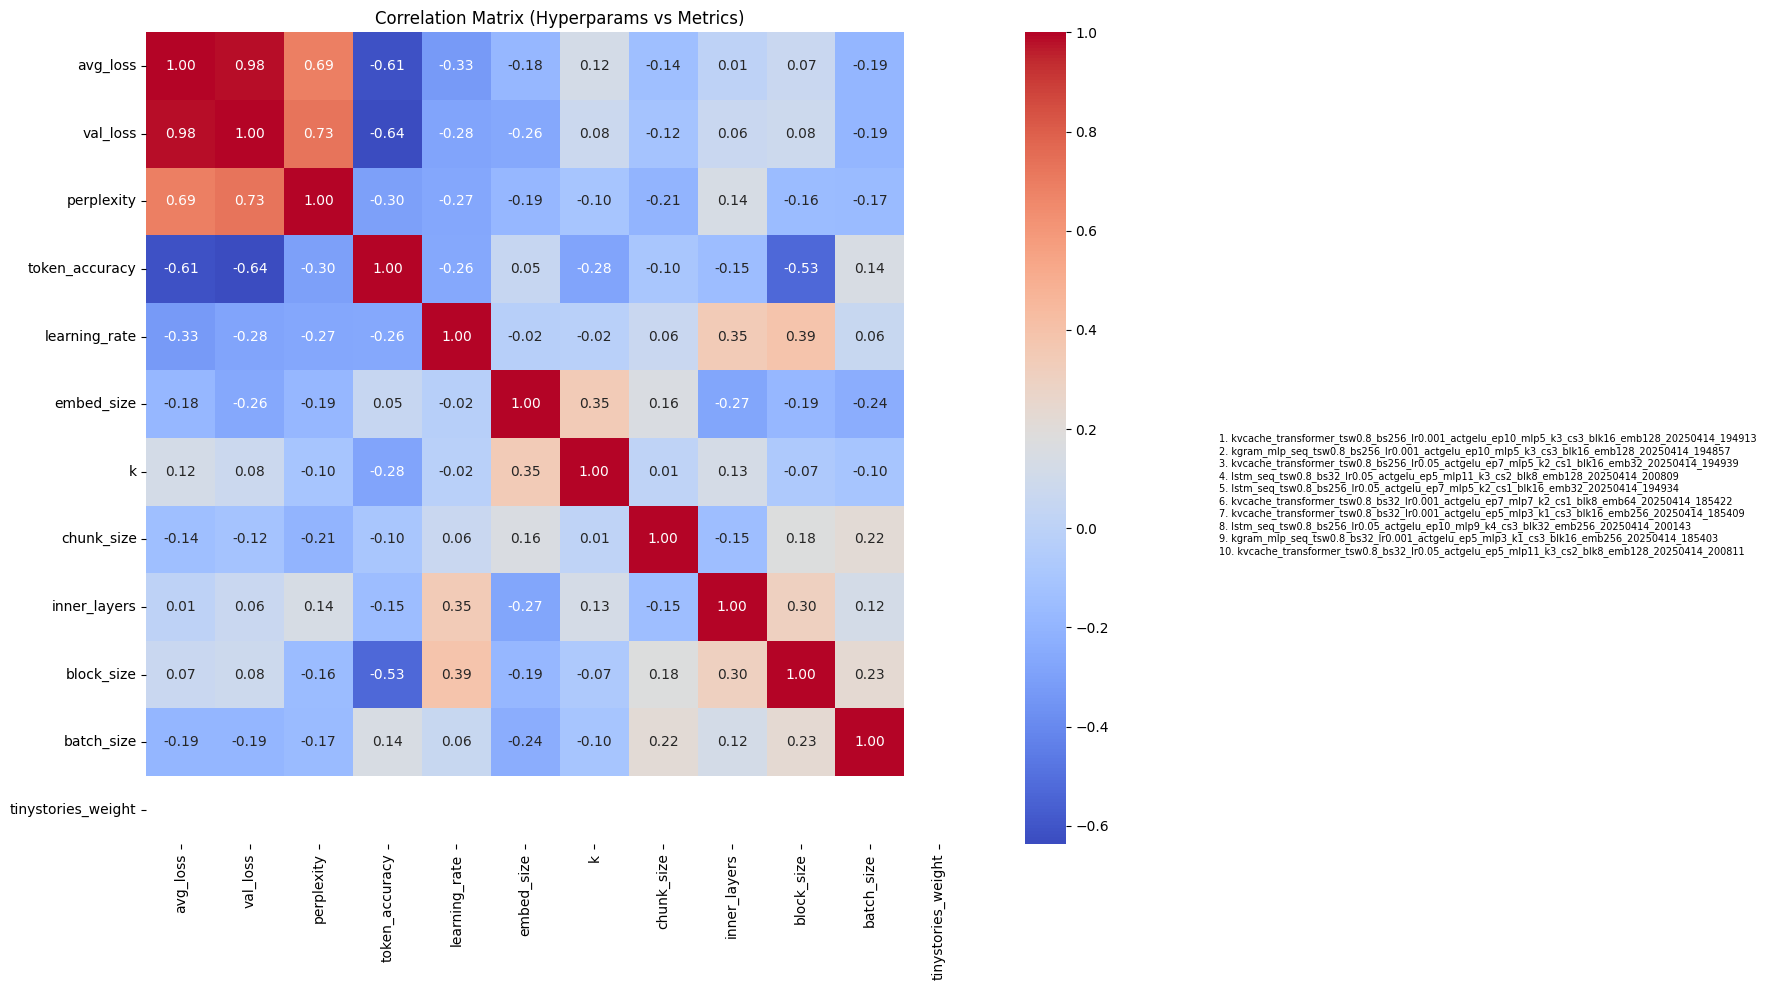 Correlation Matrix (Hyperparams vs Metrics)
avg_loss 1.00 0.98 0.69 -0.61 -0.33 -0.18 0.12 -0.14 0.01 0.07 -0.19
val_loss 0.98 1.00 0.73 -0.64 -0.28 -0.26 0.08 -0.12 0.06 0.08 -0.19
perplexity 0.69 0.73 1.00 -0.30 -0.27 -0.19 -0.10 -0.21 0.14 -0.16 -0.17
token_accuracy -0.61 -0.64 -0.30 1.00 -0.26 0.05 -0.28 -0.10 -0.15 -0.53 0.14
learning_rate -0.33 -0.28 -0.27 -0.26 1.00 -0.02 -0.02 0.06 0.35 0.39 0.06
embed_size -0.18 -0.26 -0.19 0.05 -0.02 1.00 0.35 0.16 -0.27 -0.19 -0.24
k 0.12 0.08 -0.10 -0.28 -0.02 0.35 1.00 0.01 0.13 -0.07 -0.10
chunk_size -0.14 -0.12 -0.21 -0.10 0.06 0.16 0.01 1.00 -0.15 0.18 0.22
inner_layers 0.01 0.06 0.14 -0.15 0.35 -0.27 0.13 -0.15 1.00 0.30 0.12
block_size 0.07 0.08 -0.16 -0.53 0.39 -0.19 -0.07 0.18 0.30 1.00 0.23
batch_size -0.19 -0.19 -0.17 0.14 0.06 -0.24 -0.10 0.22 0.12 0.23 1.00
tinystories_weight
avg_loss val_loss perplexity token_accuracy learning_rate embed_size k chunk_size inner_layers block_size batch_size tinystories_weight
1.0
0.8
0.6
0.4
0.2
0.0
−0.2
−0.4
−0.6
1. kvcache_transformer_tsw0.8_bs256_lr0.001_actgelu_ep10_mlp5_k3_cs3_blk16_emb128_20250414_194913
2. kgram_mlp_seq_tsw0.8_bs256_lr0.001_actgelu_ep10_mlp5_k3_cs3_blk16_emb128_20250414_194857
3. kvcache_transformer_tsw0.8_bs256_lr0.05_actgelu_ep7_mlp5_k2_cs1_blk16_emb32_20250414_194939
4. lstm_seq_tsw0.8_bs32_lr0.05_actgelu_ep5_mlp11_k3_cs2_blk8_emb128_20250414_200809
5. lstm_seq_tsw0.8_bs256_lr0.05_actgelu_ep7_mlp5_k2_cs1_blk16_emb32_20250414_194934
6. kvcache_transformer_tsw0.8_bs32_lr0.001_actgelu_ep7_mlp7_k2_cs1_blk8_emb64_20250414_185422
7. kvcache_transformer_tsw0.8_bs32_lr0.001_actgelu_ep5_mlp3_k1_cs3_blk16_emb256_20250414_185409
8. lstm_seq_tsw0.8_bs256_lr0.05_actgelu_ep10_mlp9_k4_cs3_blk32_emb256_20250414_200143
9. kgram_mlp_seq_tsw0.8_bs32_lr0.001_actgelu_ep5_mlp3_k1_cs3_blk16_emb256_20250414_185403
10. kvcache_transformer_tsw0.8_bs32_lr0.05_actgelu_ep5_mlp11_k3_cs2_blk8_emb128_20250414_200811